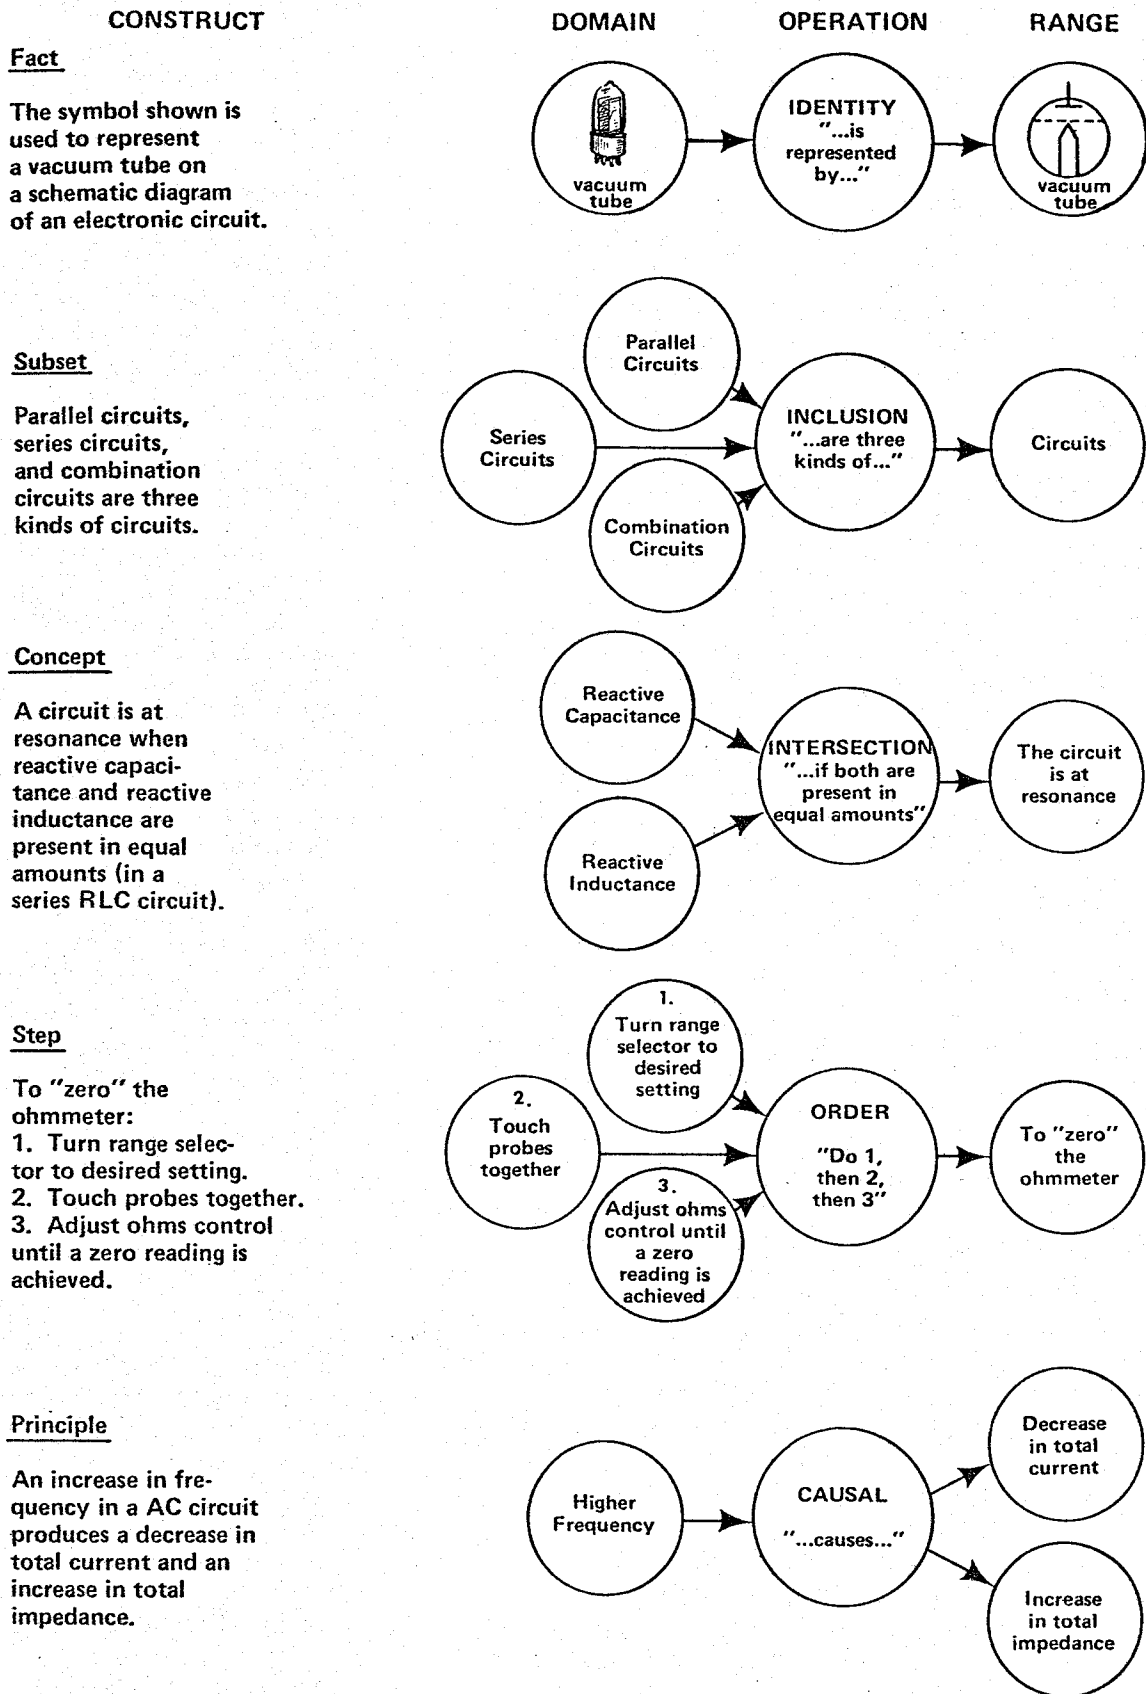 CONSTRUCT DOMAIN OPERATION RANGE
Fact
The symbol shown is
used to represent
a vacuum tube on
a schematic diagram
of an electronic circuit.
vacuum
tube
IDENTITY
"...is
represented
by..."
vacuum
tube
Subset
Parallel circuits,
series circuits,
and combination
circuits are three
kinds of circuits.
Parallel
Circuits
Series
Circuits
Combination
Circuits
INCLUSION
"...are three
kinds of..."
Circuits
Concept
A circuit is at
resonance when
reactive capaci-
tance and reactive
inductance are
present in equal
amounts (in a
series RLC circuit).
Reactive
Capacitance
Reactive
Inductance
INTERSECTION
"...if both are
present in
equal amounts"
The circuit
is at
resonance
Step
To "zero" the
ohmmeter:
1. Turn range selec-
tor to desired setting.
2. Touch probes together.
3. Adjust ohms control
until a zero reading is
achieved.
1.
Turn range
selector to
desired
setting
2.
Touch
probes
together
3.
Adjust ohms
control until
a zero
reading is
achieved
ORDER
"Do 1,
then 2,
then 3"
To "zero"
the
ohmmeter
Principle
An increase in fre-
quency in a AC circuit
produces a decrease in
total current and an
increase in total
impedance.
Higher
Frequency
CAUSAL
"...causes..."
Decrease
in total
current
Increase
in total
impedance